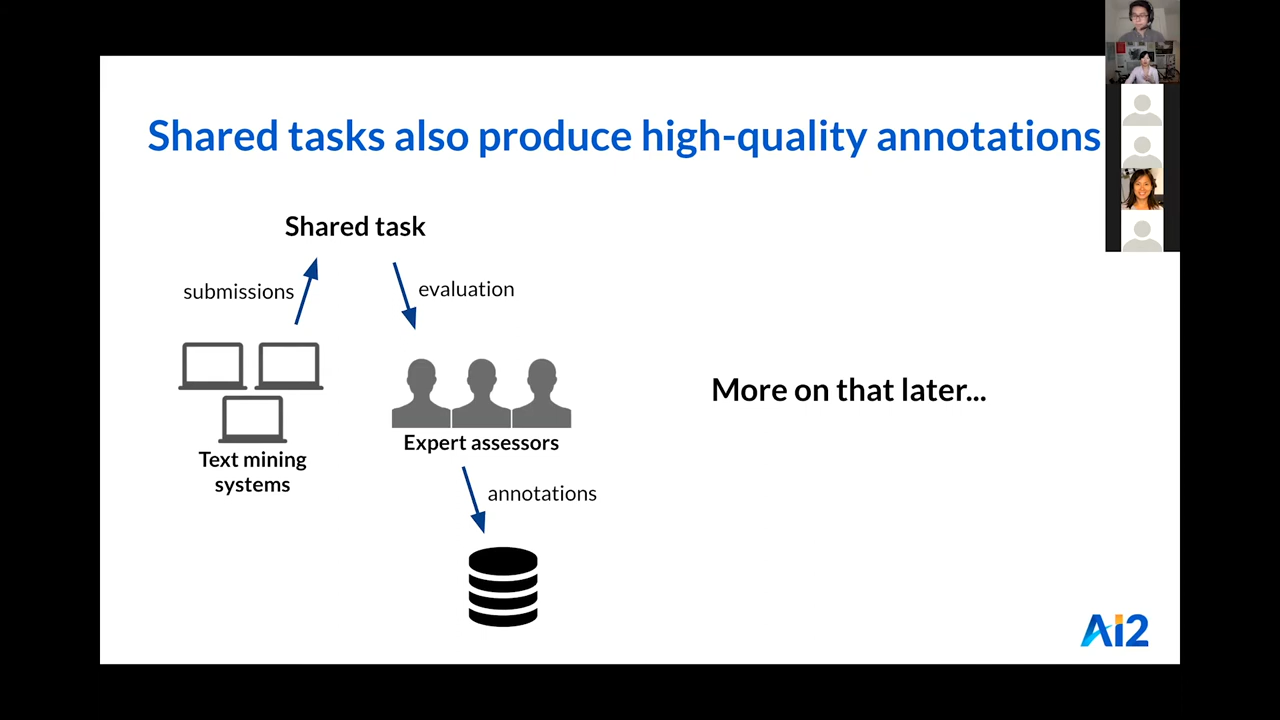 Shared tasks also produce high-quality annotations
Shared task
submissions
evaluation
Expert assessors
Text mining
systems
annotations
More on that later...
Ai2